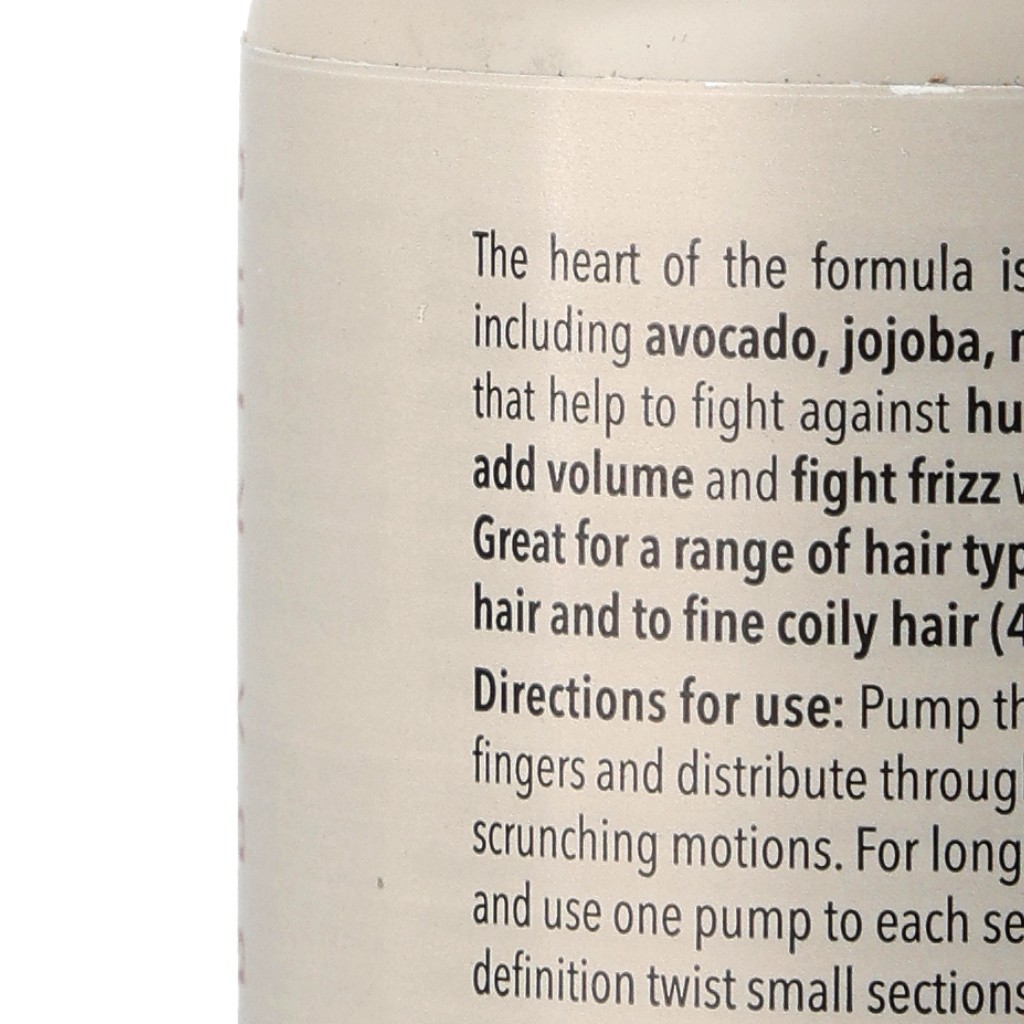 The heart of the formula is
including avocado, jojoba,
that help to fight against
add volume and fight frizz
Great for a range of hair
hair and to fine coily hair (4
Directions for use: Pump
fingers and distribute
scrunching motions. For long
and use one pump to each
definition twist small sections